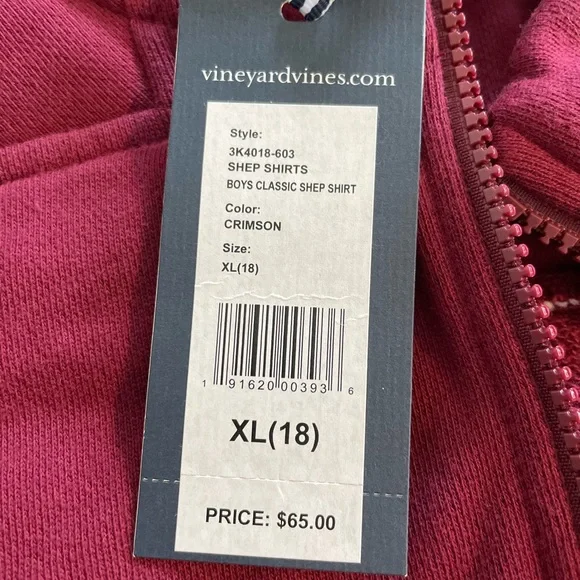 vineyardvines.com
Style:
3K4018-603
SHEP SHIRTS
BOYS CLASSIC SHEP SHIRT
Color:
CRIMSON
Size:
XL(18)
1 91620 00393 6
XL(18)
PRICE: $65.00